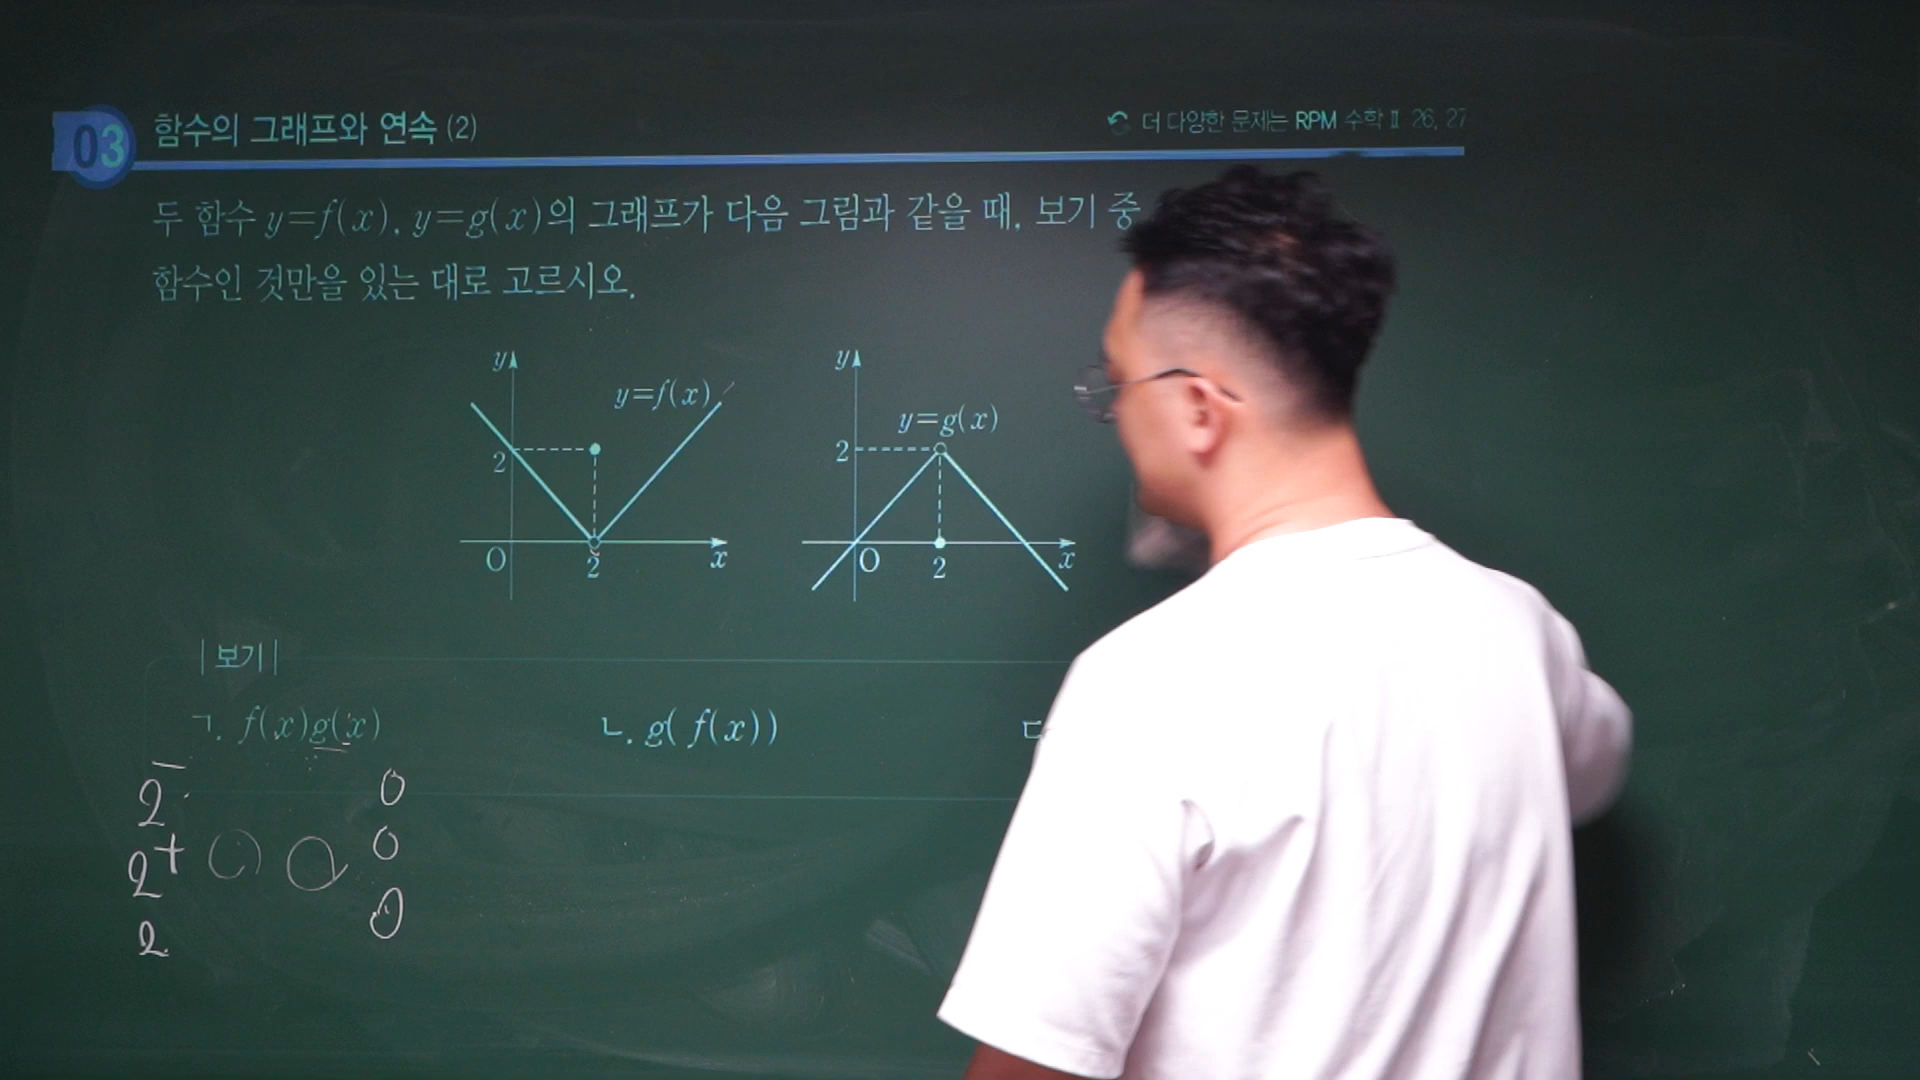 03 함수의 그래프와 연속 (2)
더 다양한 문제는 RPM 수학 Ⅱ 26, 27
두 함수 y=f(x), y=g(x)의 그래프가 다음 그림과 같을 때, 보기 중
함수인 것만을 있는 대로 고르시오.
y
y=f(x)
2
O
2
x
y
y=g(x)
2
O
2
x
|보기|
ㄱ. f(x)g(x)
ㄴ. g( f(x))
ㄷ
2⁻
0
2⁺
0
2
0